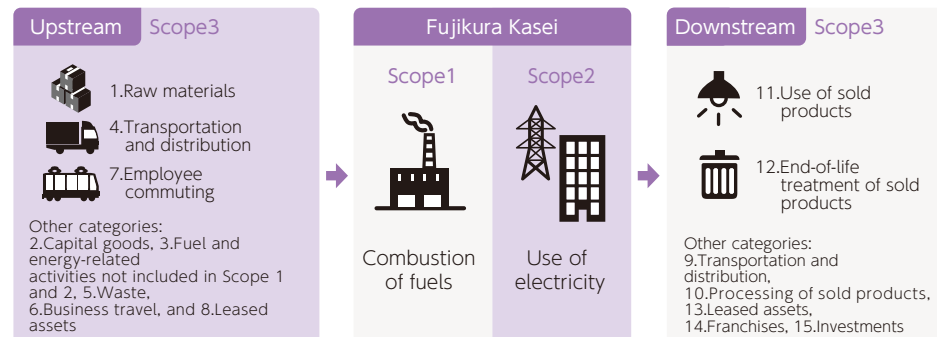 Upstream Scope3
1.Raw materials
4.Transportation
and distribution
7.Employee
commuting
Other categories:
2.Capital goods, 3.Fuel and
energy-related
activities not included in Scope 1
and 2, 5.Waste,
6.Business travel, and 8.Leased
assets
Fujikura Kasei
Scope1
Combustion
of fuels
Scope2
Use of
electricity
Downstream Scope3
11.Use of sold
products
12.End-of-life
treatment of sold
products
Other categories:
9.Transportation and
distribution,
10.Processing of sold products,
13.Leased assets,
14.Franchises, 15.Investments